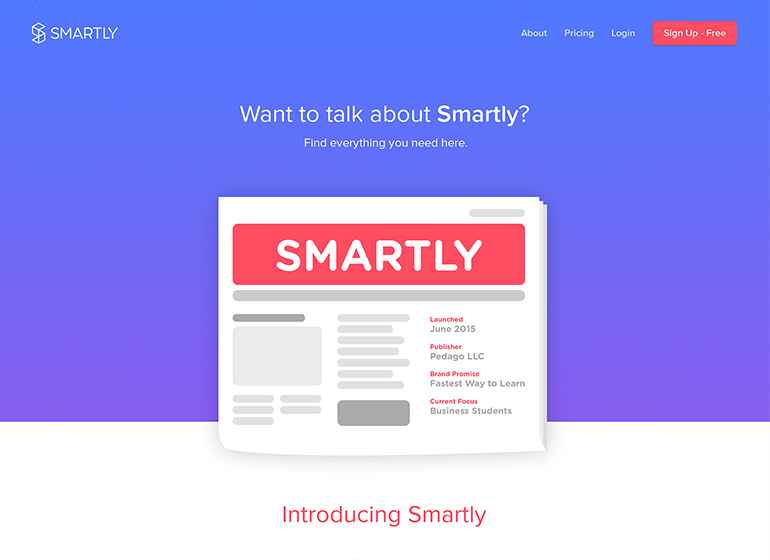 SMARTLY
About
Pricing
Login
Sign Up - Free
Want to talk about Smartly?
Find everything you need here.
SMARTLY
Launched
June 2015
Publisher
Pedago LLC
Brand Promise
Fastest Way to Learn
Current Focus
Business Students
Introducing Smartly